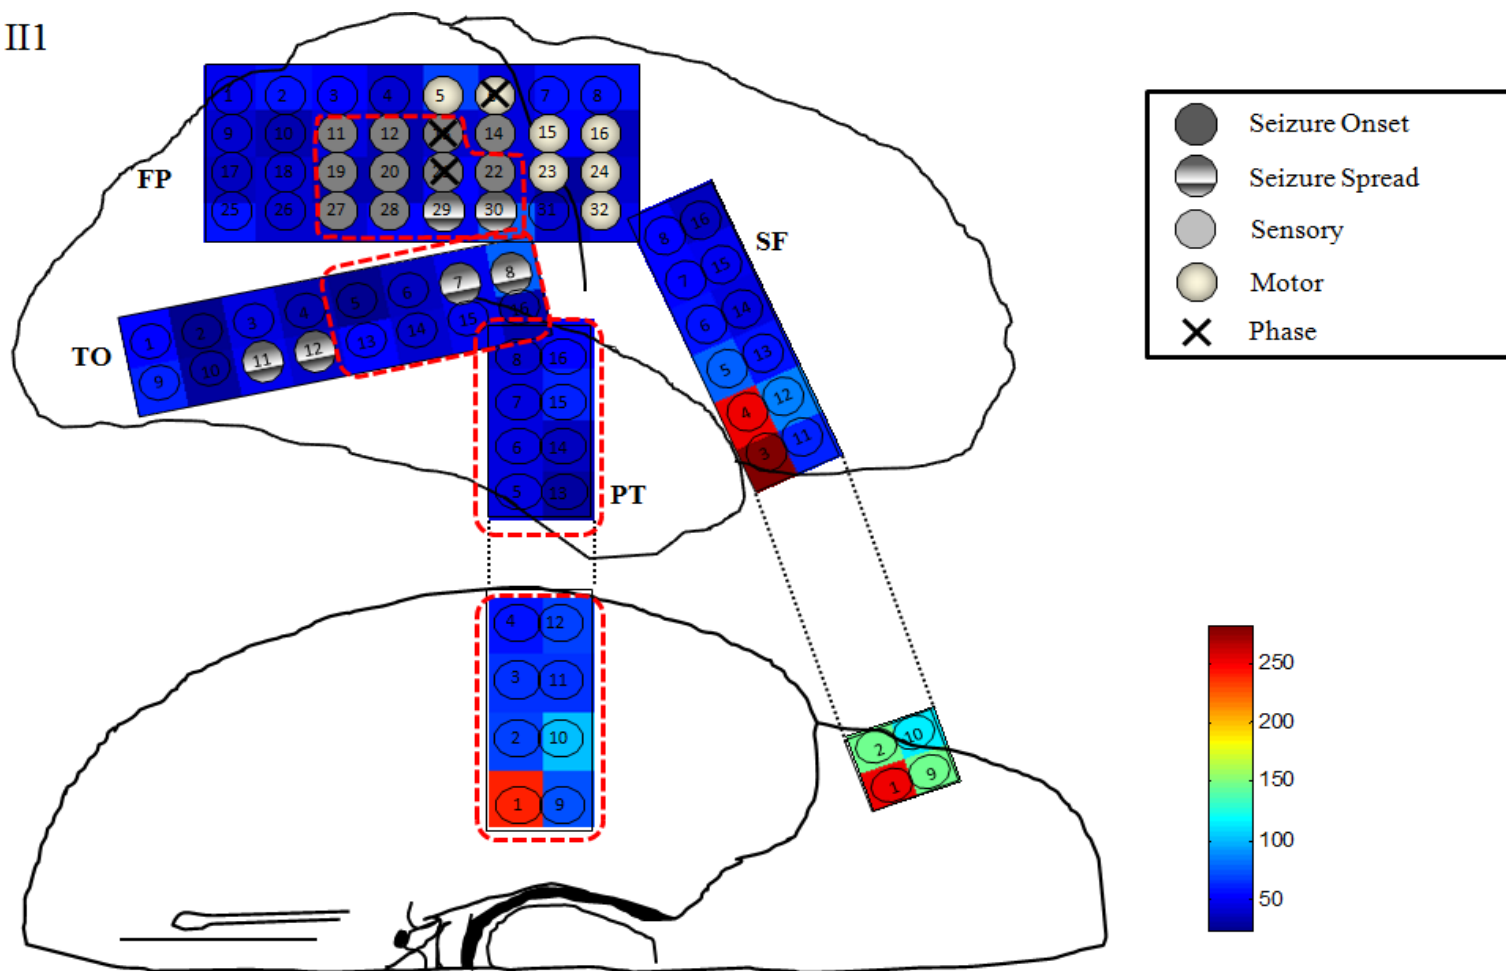 II1
1 2 3 4 5 7 8
9 10 11 12 14 15 16
FP 17 18 19 20 22 23 24
25 26 27 28 29 30 31 32
TO 1 2 3 4 5 6 7 8
9 10 11 12 13 14 15 16
8 16
7 15
6 14
5 13
PT
SF
8 16
7 15
6 14
5 13
4 12
3 11
4 12
3 11
2 10
1 9
2 10
1 9
Seizure Onset
Seizure Spread
Sensory
Motor
Phase
250
200
150
100
50